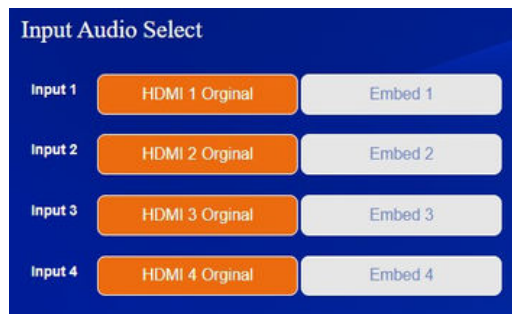 Input Audio Select
Input 1 HDMI 1 Orginal Embed 1
Input 2 HDMI 2 Orginal Embed 2
Input 3 HDMI 3 Orginal Embed 3
Input 4 HDMI 4 Orginal Embed 4